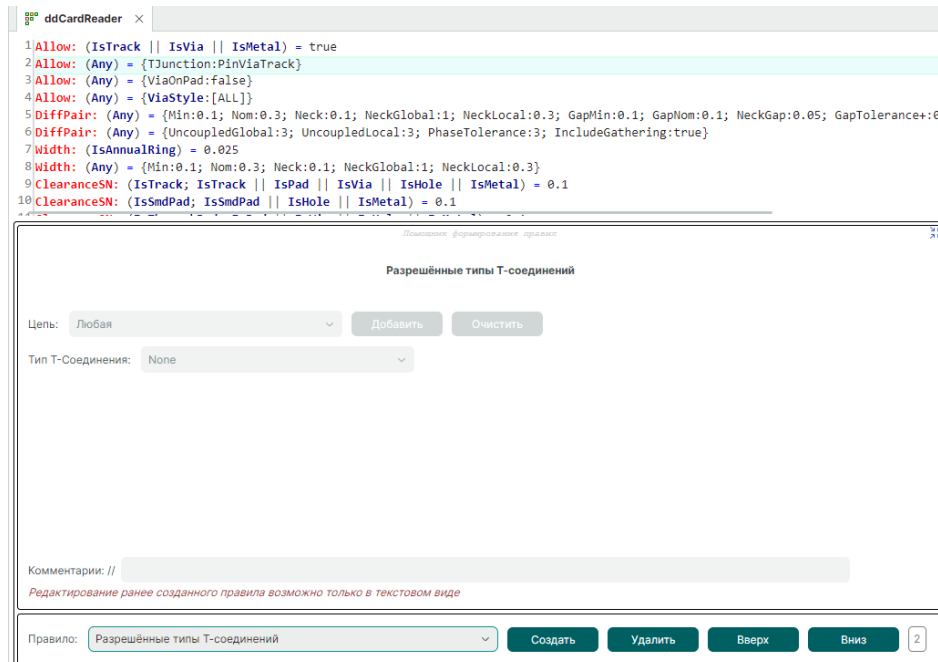 ddCardReader ×
1 Allow: (IsTrack || IsVia || IsMetal) = true
2 Allow: (Any) = {TJunction:PinViaTrack}
3 Allow: (Any) = {ViaOnPad:false}
4 Allow: (Any) = {ViaStyle:[ALL]}
5 DiffPair: (Any) = {Min:0.1; Nom:0.3; Neck:0.1; NeckGlobal:1; NeckLocal:0.3; GapMin:0.1; GapNom:0.1; NeckGap:0.05; GapTolerance+:0
6 DiffPair: (Any) = {UncoupledGlobal:3; UncoupledLocal:3; PhaseTolerance:3; IncludeGathering:true}
7 Width: (IsAnnualRing) = 0.025
8 Width: (Any) = {Min:0.1; Nom:0.3; Neck:0.1; NeckGlobal:1; NeckLocal:0.3}
9 ClearanceSN: (IsTrack; IsTrack || IsPad || IsVia || IsHole || IsMetal) = 0.1
10 ClearanceSN: (IsSmdPad; IsSmdPad || IsHole || IsMetal) = 0.1
Помощник формирования правил
Разрешённые типы Т-соединений
Цепь: Любая Добавить Очистить
Тип Т-Соединения: None
Комментарии: //
Редактирование ранее созданного правила возможно только в текстовом виде
Правило: Разрешённые типы Т-соединений Создать Удалить Вверх Вниз 2